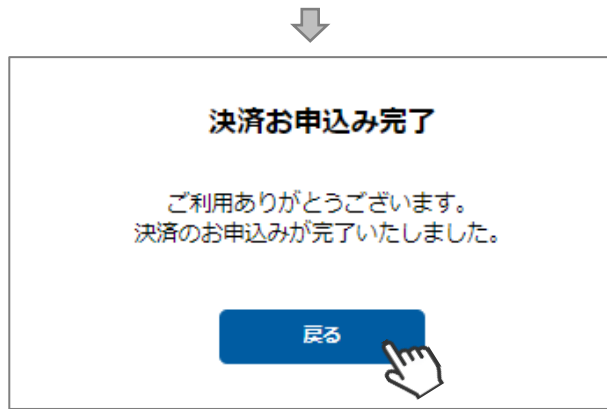 決済お申込み完了
ご利用ありがとうございます。
決済のお申込みが完了いたしました。
戻る